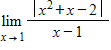 lim x→1 |x²+x−2| / x−1